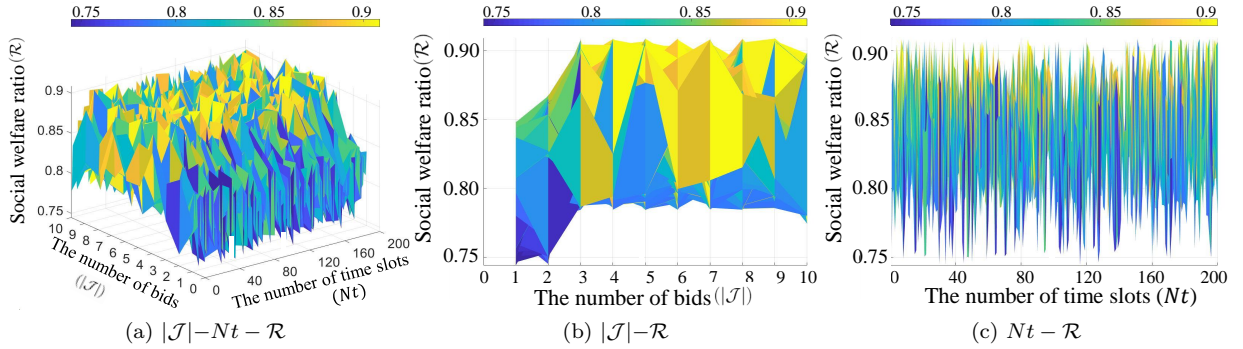 0.75 0.8 0.85 0.9
Social welfare ratio (ℛ)
0.9
0.85
0.8
0.75
10 9 8 7 6 5 4 3 2 1 0
The number of bids
(|𝒥|)
0 40 80 120 160 200
The number of time slots
(Nt)
(a) |𝒥|−Nt − ℛ
0.75 0.8 0.85 0.9
Social welfare ratio (ℛ)
0.90
0.85
0.80
0.75
0 1 2 3 4 5 6 7 8 9 10
The number of bids (|𝒥|)
(b) |𝒥|−ℛ
0.75 0.8 0.85 0.9
Social welfare ratio (ℛ)
0.90
0.85
0.80
0.75
0 40 80 120 160 200
The number of time slots (Nt)
(c) Nt − ℛ